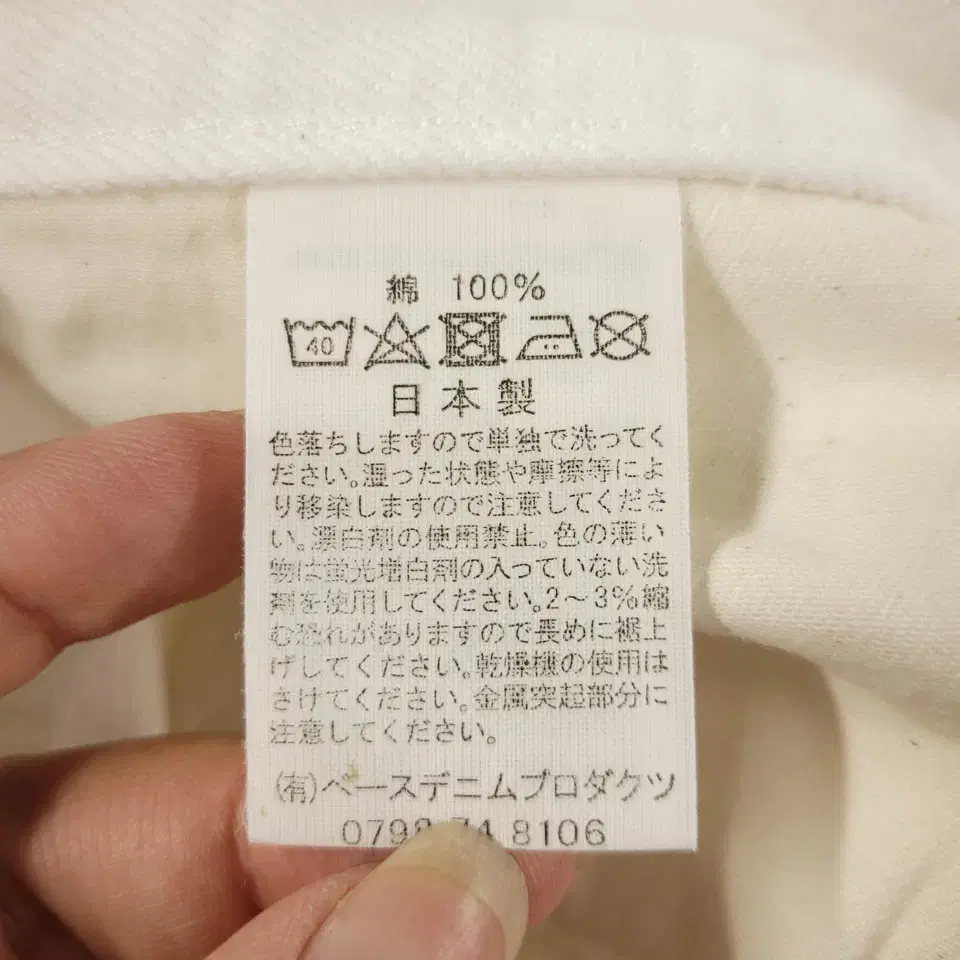 綿 100%
40
日本製
色落ちしますので単独で洗ってく
ださい。湿った状態や摩擦等によ
り移染しますので注意してくださ
い。漂白剤の使用禁止。色の薄い
物は蛍光増白剤の入っていない洗
剤を使用してください。2〜3%縮
む恐れがありますので長めに裾上
げしてください。乾燥機の使用は
さけてください。金属突起部分に
注意してください。
(有)ベースデニムプロダクツ
0798 74 8106